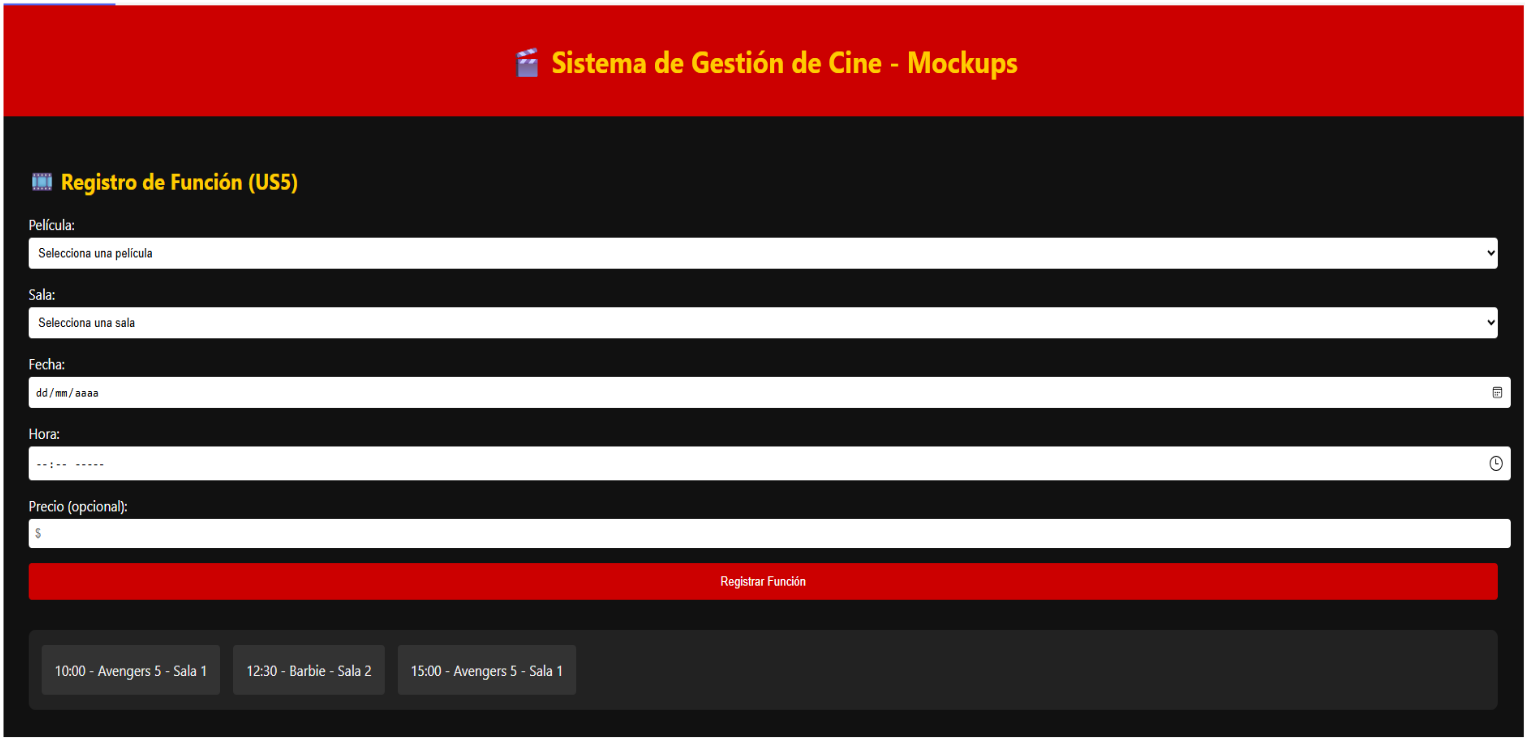 Sistema de Gestión de Cine - Mockups
Registro de Función (US5)
Película:
Selecciona una película
Sala:
Selecciona una sala
Fecha:
dd/mm/aaaa
Hora:
--:-- -----
Precio (opcional):
$
Registrar Función
10:00 - Avengers 5 - Sala 1
12:30 - Barbie - Sala 2
15:00 - Avengers 5 - Sala 1